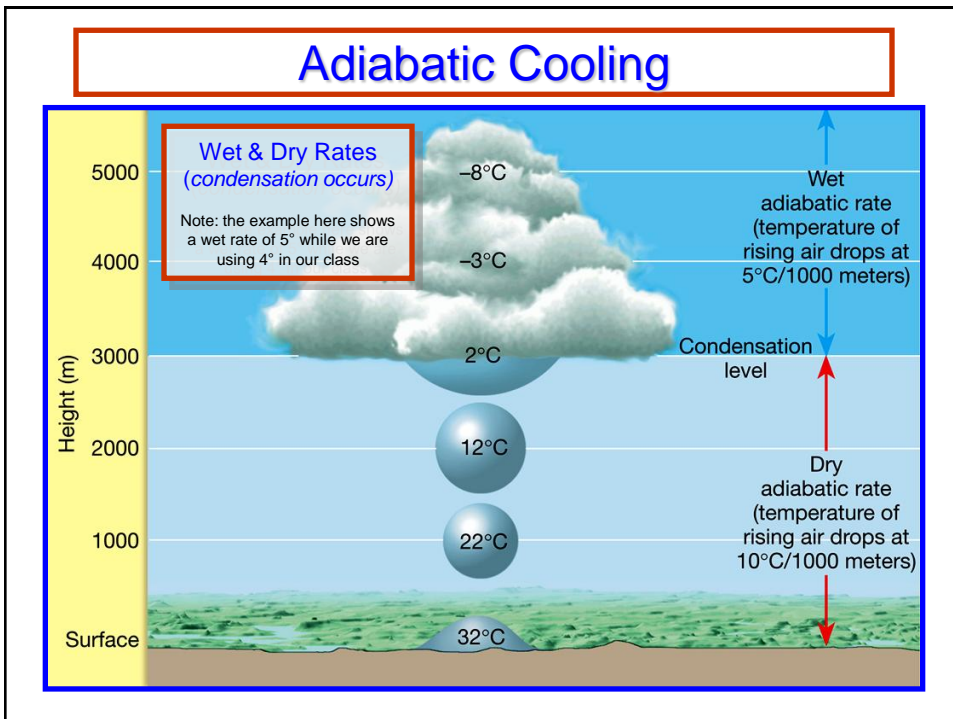 Adiabatic Cooling
Wet & Dry Rates
(condensation occurs)
Note: the example here shows
a wet rate of 5° while we are
using 4° in our class
Height (m)
5000
4000
3000
2000
1000
Surface
–8°C
–3°C
2°C
12°C
22°C
32°C
Wet
adiabatic rate
(temperature of
rising air drops at
5°C/1000 meters)
Condensation
level
Dry
adiabatic rate
(temperature of
rising air drops at
10°C/1000 meters)